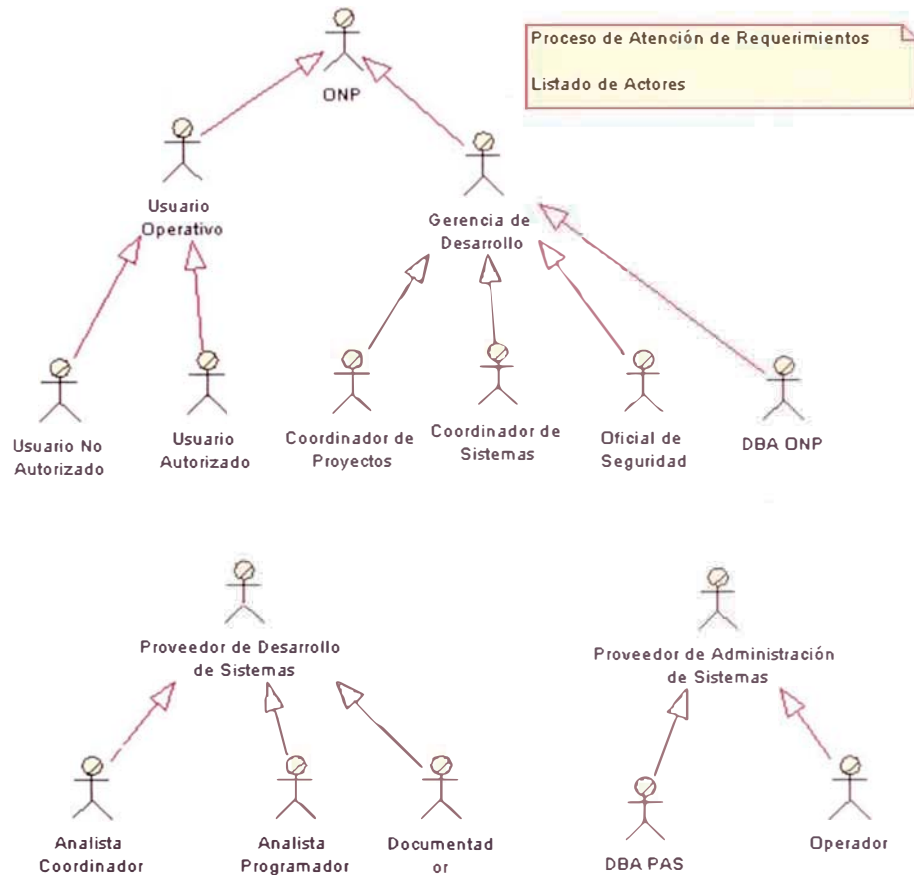 ONP
Proceso de Atención de Requerimientos
Listado de Actores
Usuario
Operativo
Gerencia de
Desarrollo
Usuario No
Autorizado
Usuario
Autorizado
Coordinador de
Proyectos
Coordinador de
Sistemas
Oficial de
Seguridad
DBA ONP
Proveedor de Desarrollo
de Sistemas
Proveedor de Administración
de Sistemas
Analista
Coordinador
Analista
Programador
Documentad
or
DBA PAS
Operador